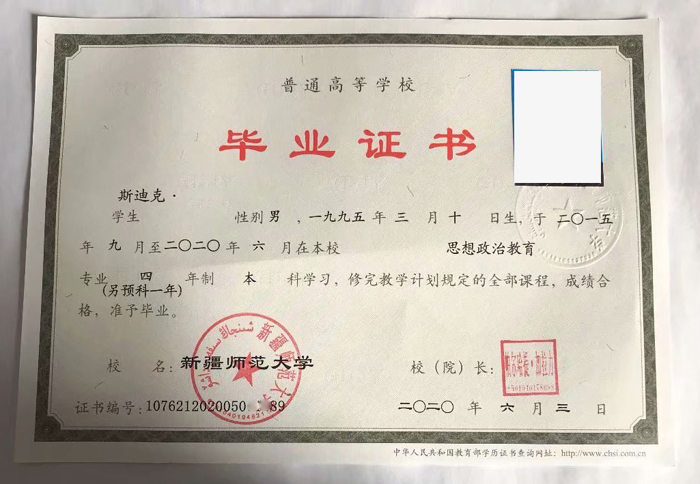 普通高等学校
毕业证书
斯迪克·
学生 性别 男 ,一九九五年 三 月 十 日生,于 二〇一五
年 九 月至二〇二〇年 六 月在本校 思想政治教育
专业 四 年制 本 科学习,修完教学计划规定的全部课程,成绩合
(另预科一年)
格,准予毕业。
校 名:新疆师范大学
校(院)长:
新疆师范大学
证书编号:1076212020050 89
二〇二〇 年 六 月 三 日
中华人民共和国教育部学历证书查询网址:http://www.chsi.com.cn